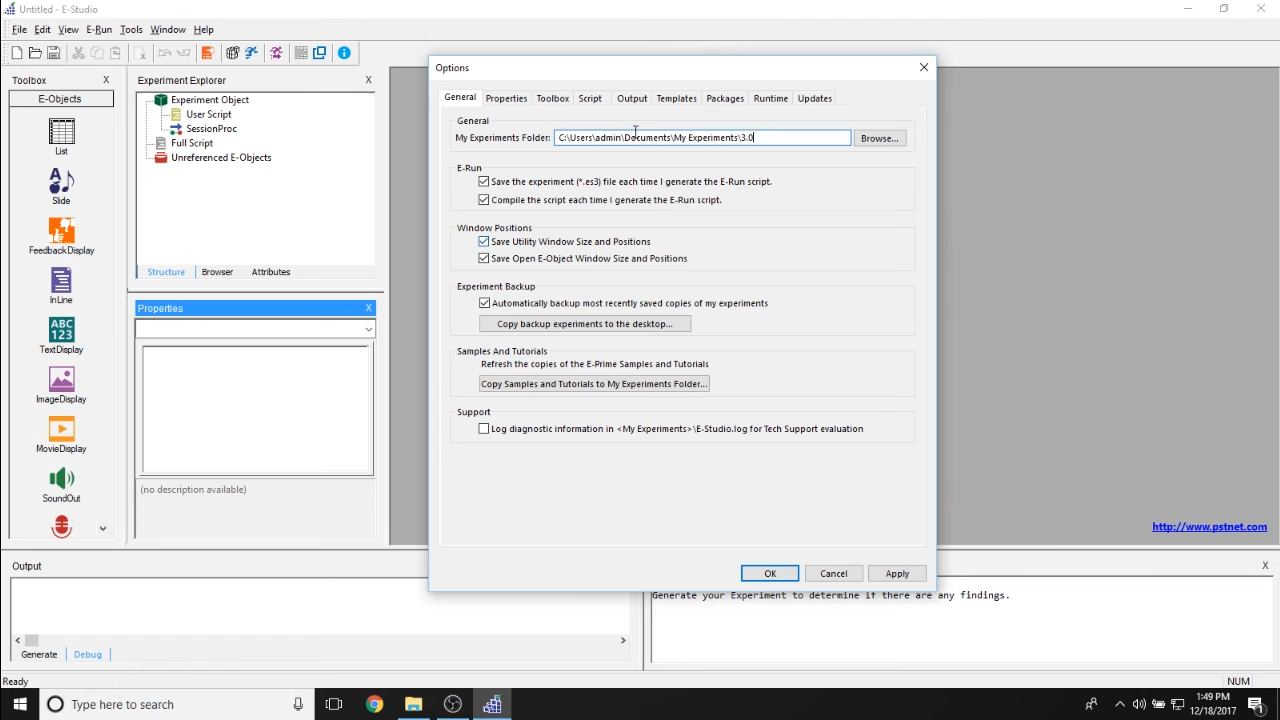 Untitled - E-Studio
File Edit View E-Run Tools Window Help
Toolbox
E-Objects
List
Slide
FeedbackDisplay
InLine
ABC
123
TextDisplay
ImageDisplay
MovieDisplay
SoundOut
Experiment Explorer
Experiment Object
User Script
SessionProc
Full Script
Unreferenced E-Objects
Structure Browser Attributes
Properties
(no description available)
Options
General Properties Toolbox Script Output Templates Packages Runtime Updates
General
My Experiments Folder: C:\Users\admin\Documents\My Experiments\3.0 Browse...
E-Run
Save the experiment (*.es3) file each time I generate the E-Run script.
Compile the script each time I generate the E-Run script.
Window Positions
Save Utility Window Size and Positions
Save Open E-Object Window Size and Positions
Experiment Backup
Automatically backup most recently saved copies of my experiments
Copy backup experiments to the desktop...
Samples And Tutorials
Refresh the copies of the E-Prime Samples and Tutorials
Copy Samples and Tutorials to My Experiments Folder...
Support
Log diagnostic information in <My Experiments>\E-Studio.log for Tech Support evaluation
OK Cancel Apply
http://www.pstnet.com
Output
Generate Debug
Generate your Experiment to determine if there are any findings.
Ready
NUM
Type here to search
1:49 PM
12/18/2017
1